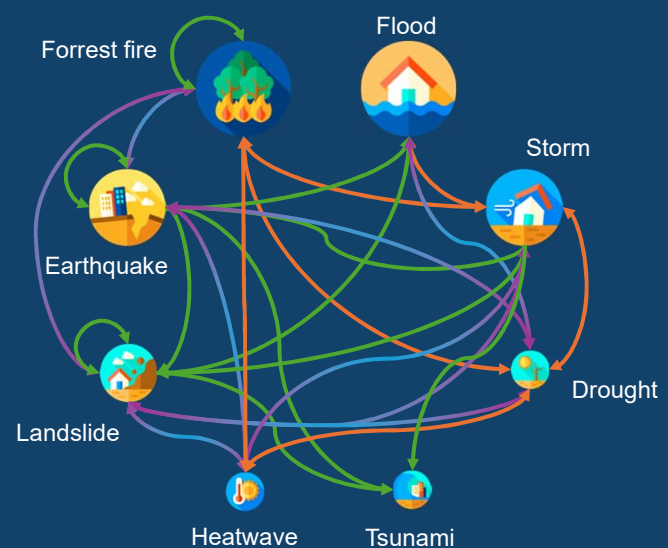 Flood
Forrest fire
Storm
Earthquake
Drought
Landslide
Heatwave
Tsunami